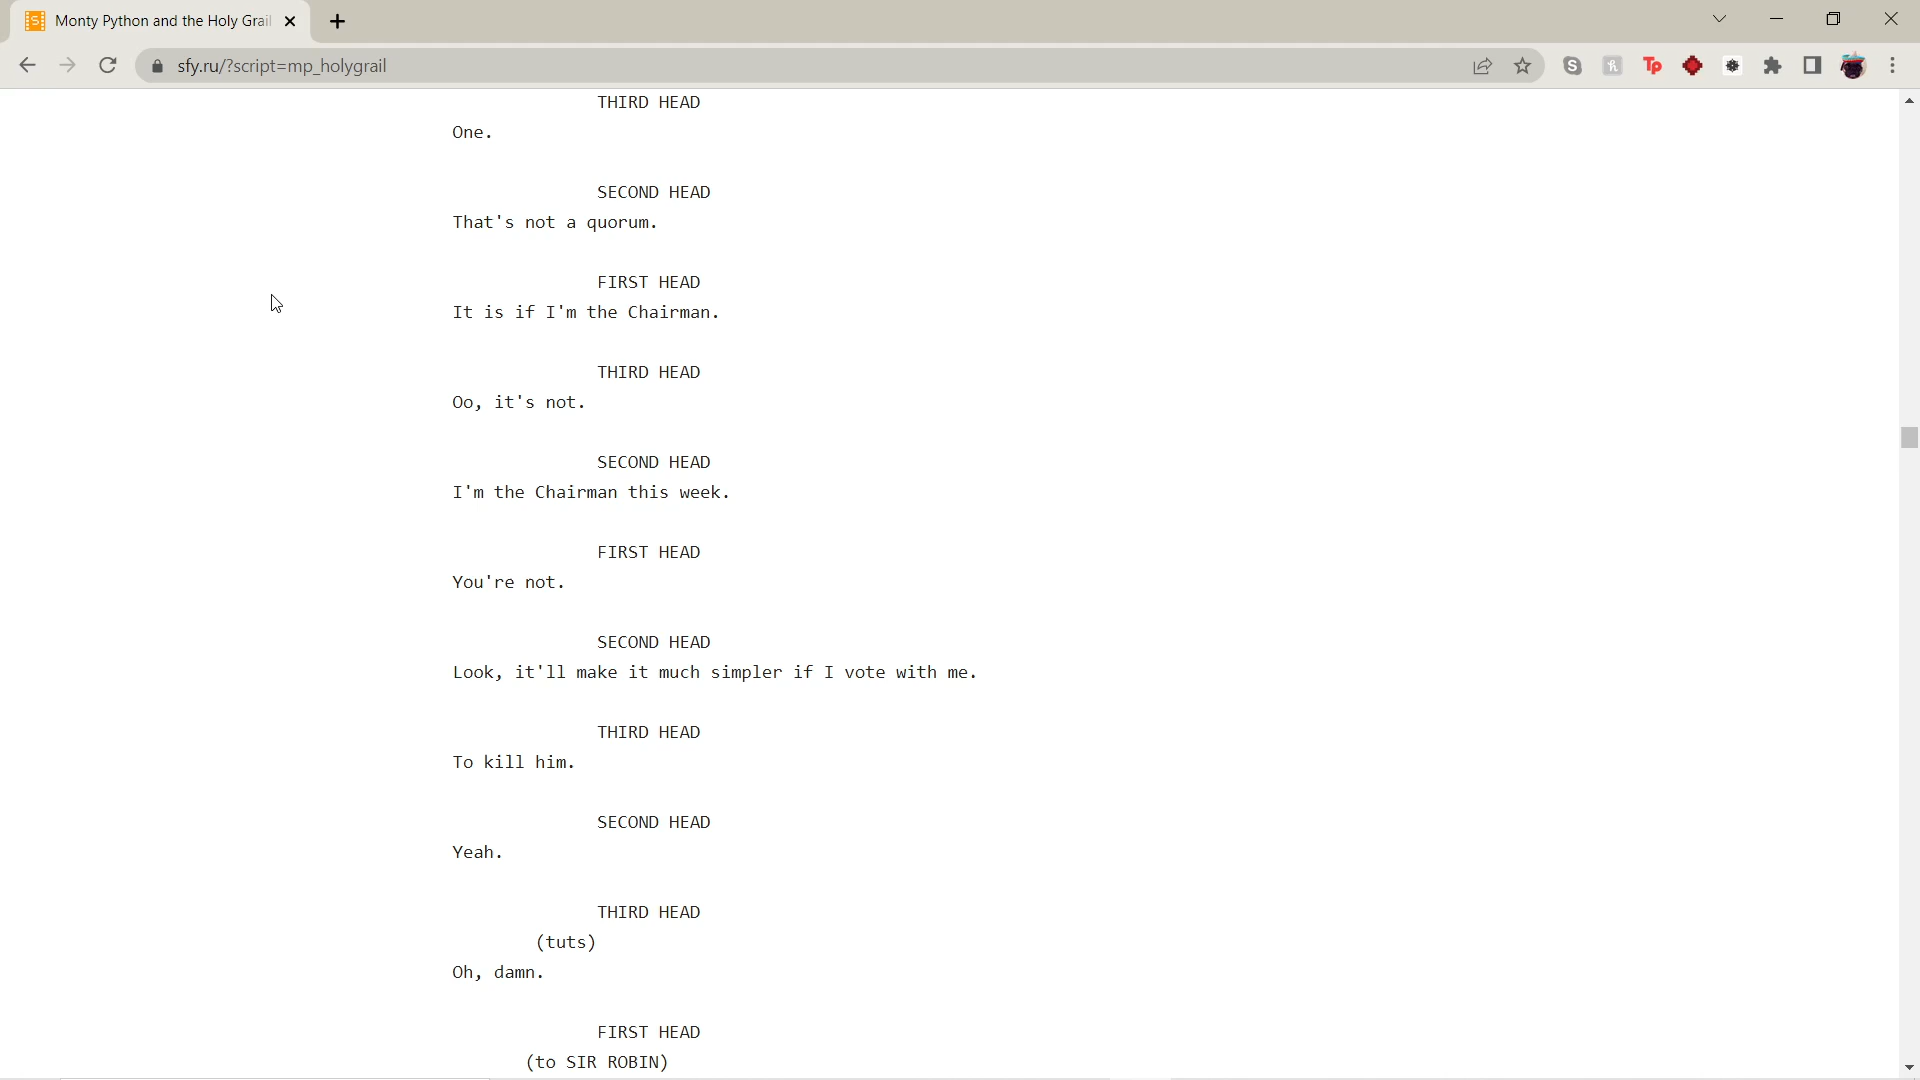 Monty Python and the Holy Grail
sfy.ru/?script=mp_holygrail
THIRD HEAD
One.
SECOND HEAD
That's not a quorum.
FIRST HEAD
It is if I'm the Chairman.
THIRD HEAD
Oo, it's not.
SECOND HEAD
I'm the Chairman this week.
FIRST HEAD
You're not.
SECOND HEAD
Look, it'll make it much simpler if I vote with me.
THIRD HEAD
To kill him.
SECOND HEAD
Yeah.
THIRD HEAD
(tuts)
Oh, damn.
FIRST HEAD
(to SIR ROBIN)